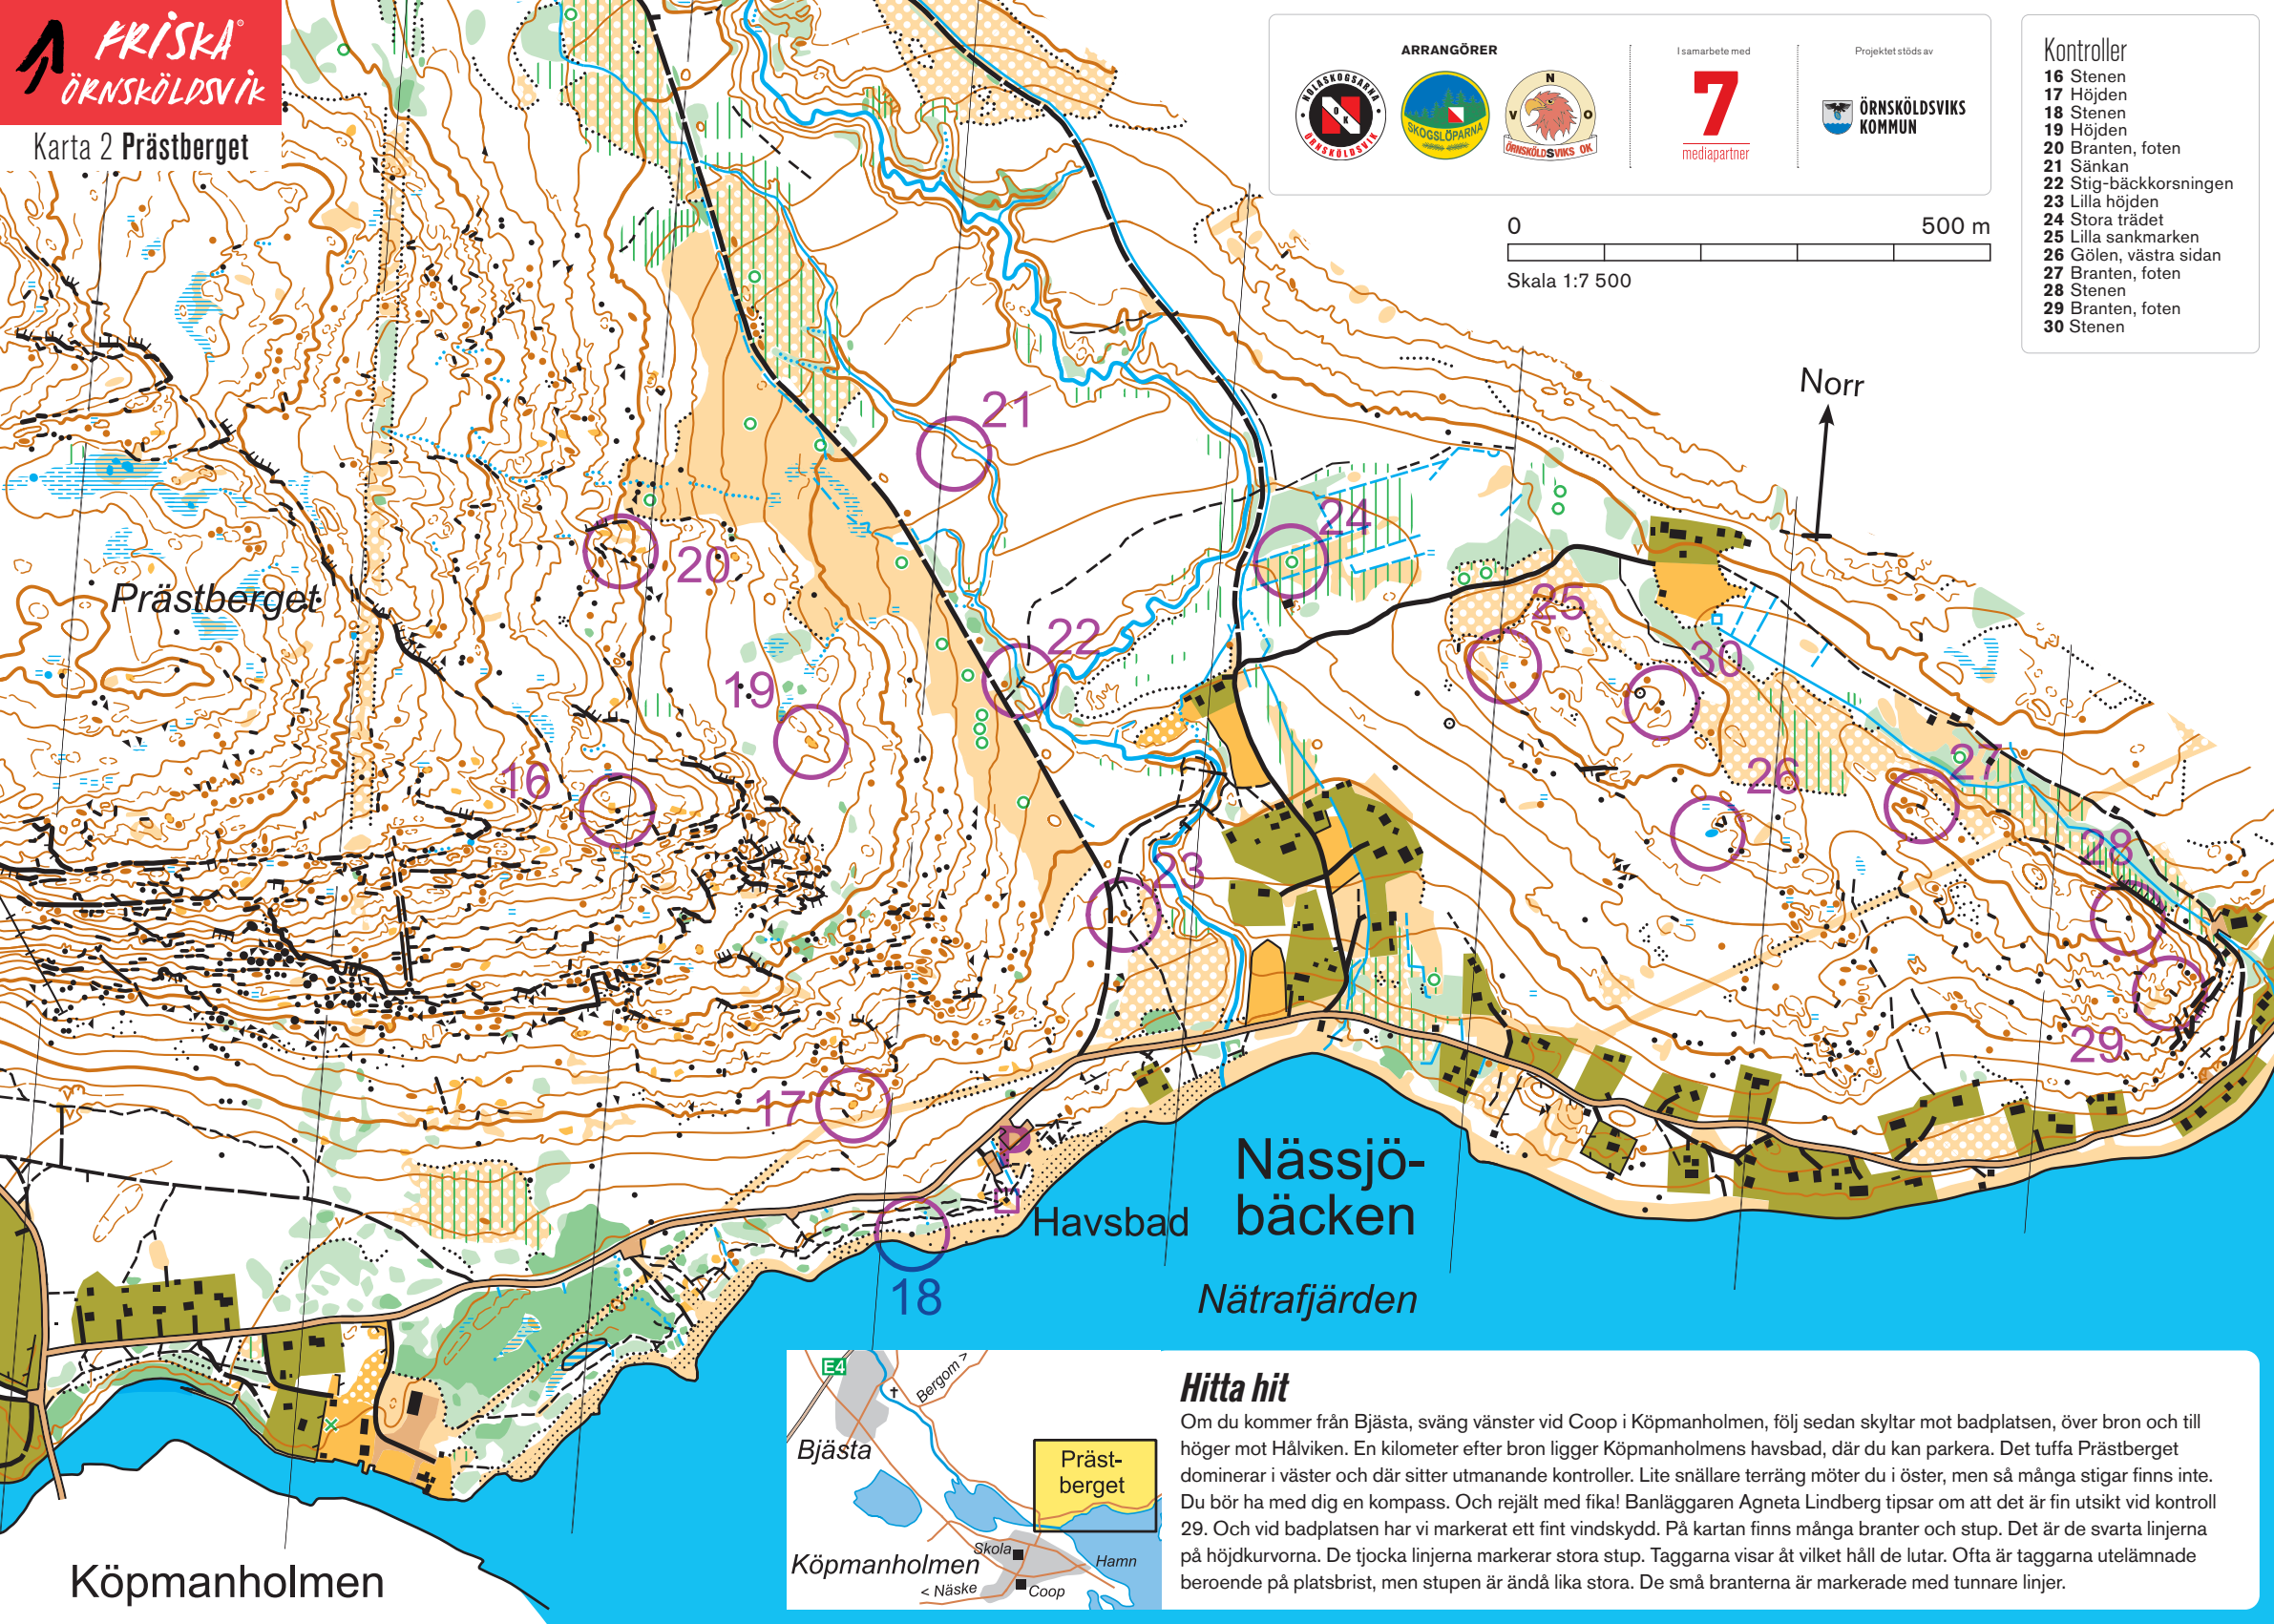 FRISKA
ÖRNSKÖLDSVIK
Karta 2 Prästberget
ARRANGÖRER
NOLASKOGSARNA
OK
ÖRNSKÖLDSVIK
SKOGSLÖPARNA
N
V O
ÖRNSKÖLDSVIKS OK
I samarbete med
7
mediapartner
Projektet stöds av
ÖRNSKÖLDSVIKS
KOMMUN
Kontroller
16 Stenen
17 Höjden
18 Stenen
19 Höjden
20 Branten, foten
21 Sänkan
22 Stig-bäckkorsningen
23 Lilla höjden
24 Stora trädet
25 Lilla sankmarken
26 Gölen, västra sidan
27 Branten, foten
28 Stenen
29 Branten, foten
30 Stenen
0 500 m
Skala 1:7 500
Norr
21
24
20
Prästberget
25
22
30
19
16
26
27
28
23
29
17
P
Havsbad
Nässjö-
bäcken
18
Nätrafjärden
Köpmanholmen
E4
Bergom >
Bjästa
Präst-
berget
Skola
Köpmanholmen
Hamn
< Näske
Coop
Hitta hit
Om du kommer från Bjästa, sväng vänster vid Coop i Köpmanholmen, följ sedan skyltar mot badplatsen, över bron och till
höger mot Hålviken. En kilometer efter bron ligger Köpmanholmens havsbad, där du kan parkera. Det tuffa Prästberget
dominerar i väster och där sitter utmanande kontroller. Lite snällare terräng möter du i öster, men så många stigar finns inte.
Du bör ha med dig en kompass. Och rejält med fika! Banläggaren Agneta Lindberg tipsar om att det är fin utsikt vid kontroll
29. Och vid badplatsen har vi markerat ett fint vindskydd. På kartan finns många branter och stup. Det är de svarta linjerna
på höjdkurvorna. De tjocka linjerna markerar stora stup. Taggarna visar åt vilket håll de lutar. Ofta är taggarna utelämnade
beroende på platsbrist, men stupen är ändå lika stora. De små branterna är markerade med tunnare linjer.